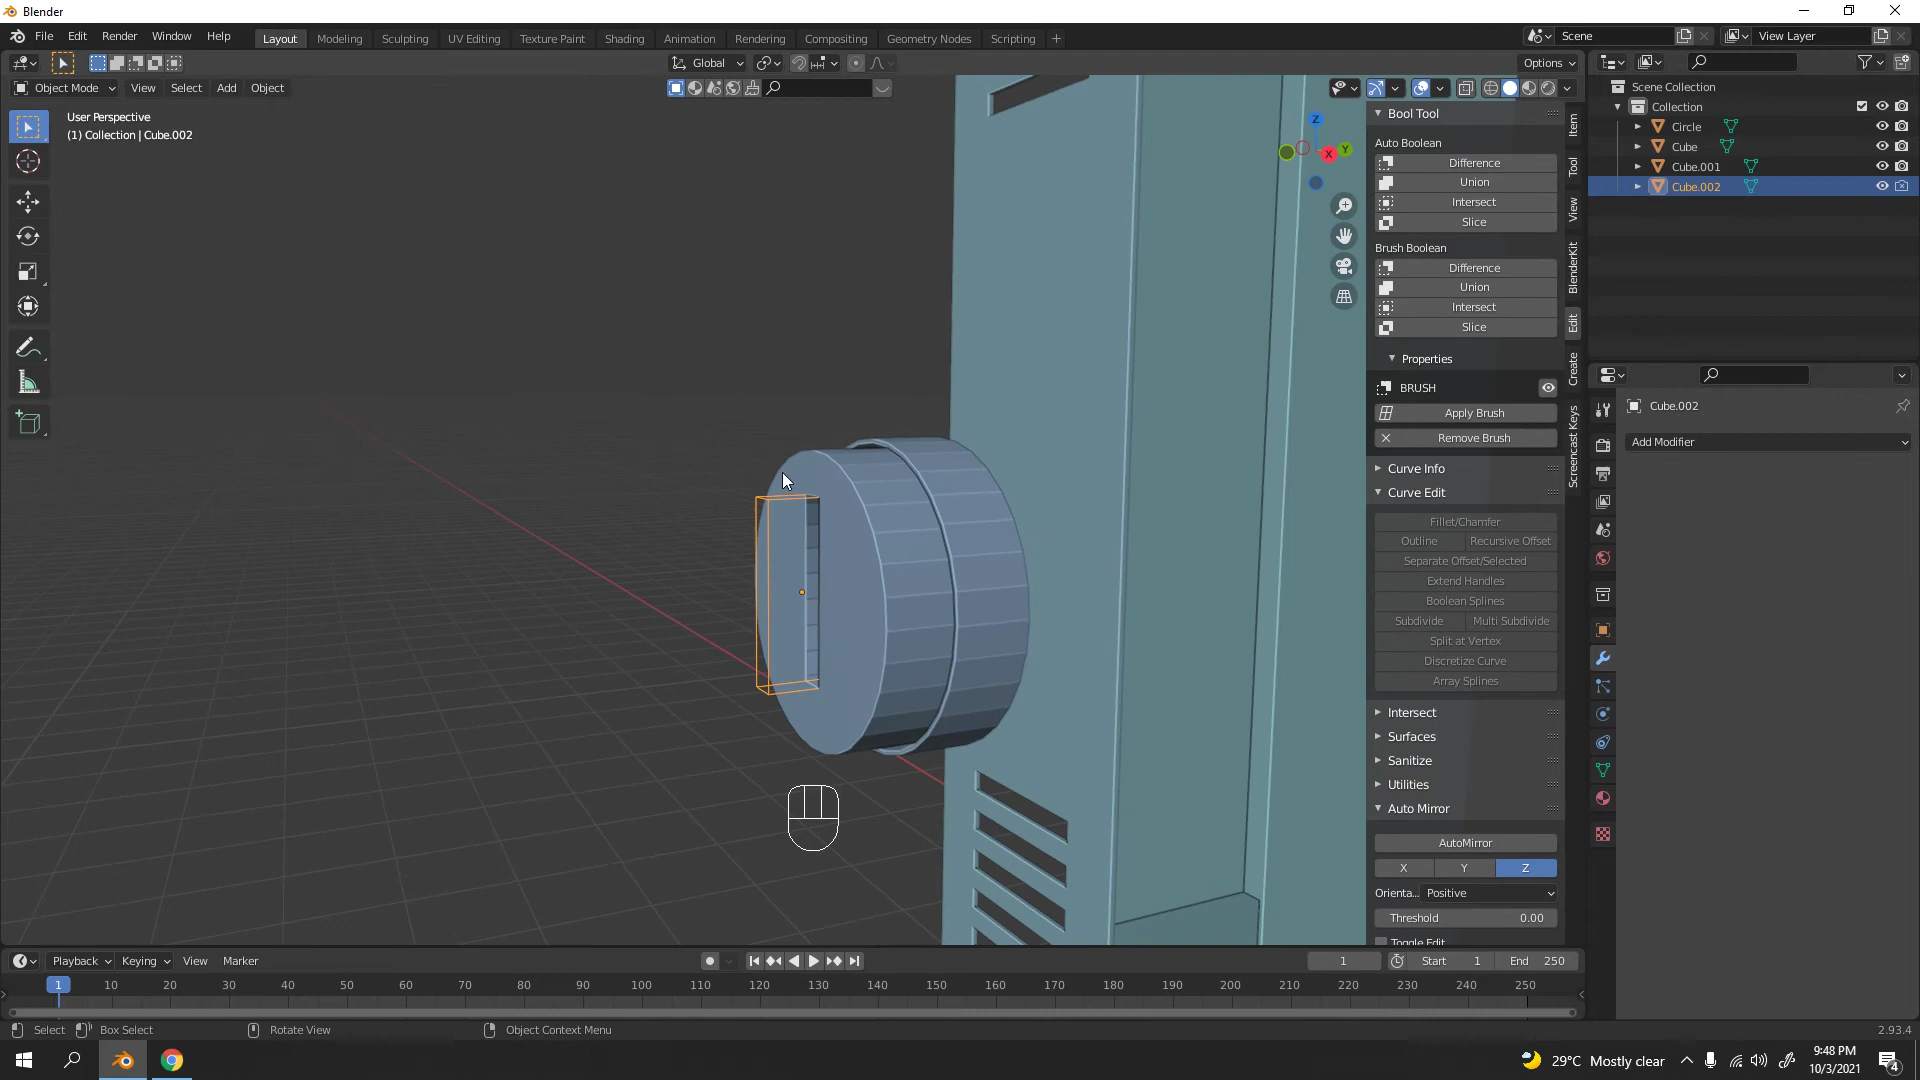 Blender
File Edit Render Window Help
Layout Modeling Sculpting UV Editing Texture Paint Shading Animation Rendering Compositing Geometry Nodes Scripting +
Scene
View Layer
Global
Options
Object Mode View Select Add Object
User Perspective
(1) Collection | Cube.002
Z
X
Y
Bool Tool
Auto Boolean
Difference
Union
Intersect
Slice
Brush Boolean
Difference
Union
Intersect
Slice
Properties
BRUSH
Apply Brush
Remove Brush
Curve Info
Curve Edit
Fillet/Chamfer
Outline Recursive Offset
Separate Offset/Selected
Extend Handles
Boolean Splines
Subdivide Multi Subdivide
Split at Vertex
Discretize Curve
Array Splines
Intersect
Surfaces
Sanitize
Utilities
Auto Mirror
AutoMirror
X Y Z
Orienta... Positive
Threshold 0.00
Toggle Edit
Item
Tool
View
BlenderKit
Edit
Create
Screencast Keys
Scene Collection
Collection
Circle
Cube
Cube.001
Cube.002
Cube.002
Add Modifier
Playback Keying View Marker
1
Start 1
End 250
1 10 20 30 40 50 60 70 80 90 100 110 120 130 140 150 160 170 180 190 200 210 220 230 240 250
Select Box Select Rotate View Object Context Menu
2.93.4
29°C Mostly clear
9:48 PM
10/3/2021
4